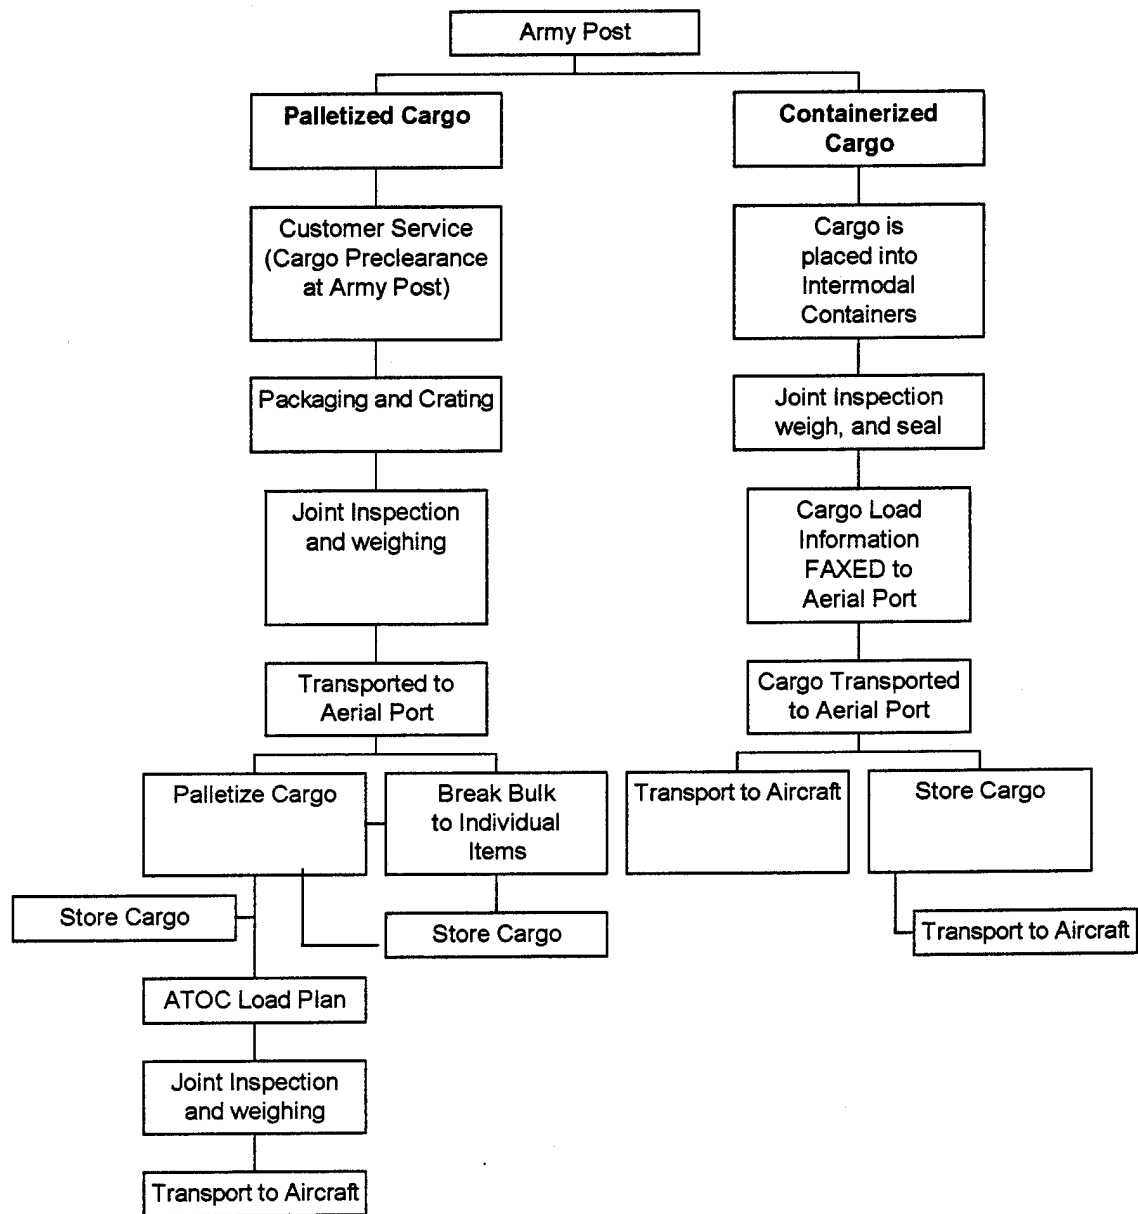 Army Post
Palletized Cargo
Containerized
Cargo
Customer Service
(Cargo Preclearance
at Army Post)
Cargo is
placed into
Intermodal
Containers
Packaging and Crating
Joint Inspection
weigh, and seal
Joint Inspection
and weighing
Cargo Load
Information
FAXED to
Aerial Port
Transported to
Aerial Port
Cargo Transported
to Aerial Port
Palletize Cargo
Break Bulk
to Individual
Items
Transport to Aircraft
Store Cargo
Store Cargo
Store Cargo
Transport to Aircraft
ATOC Load Plan
Joint Inspection
and weighing
Transport to Aircraft